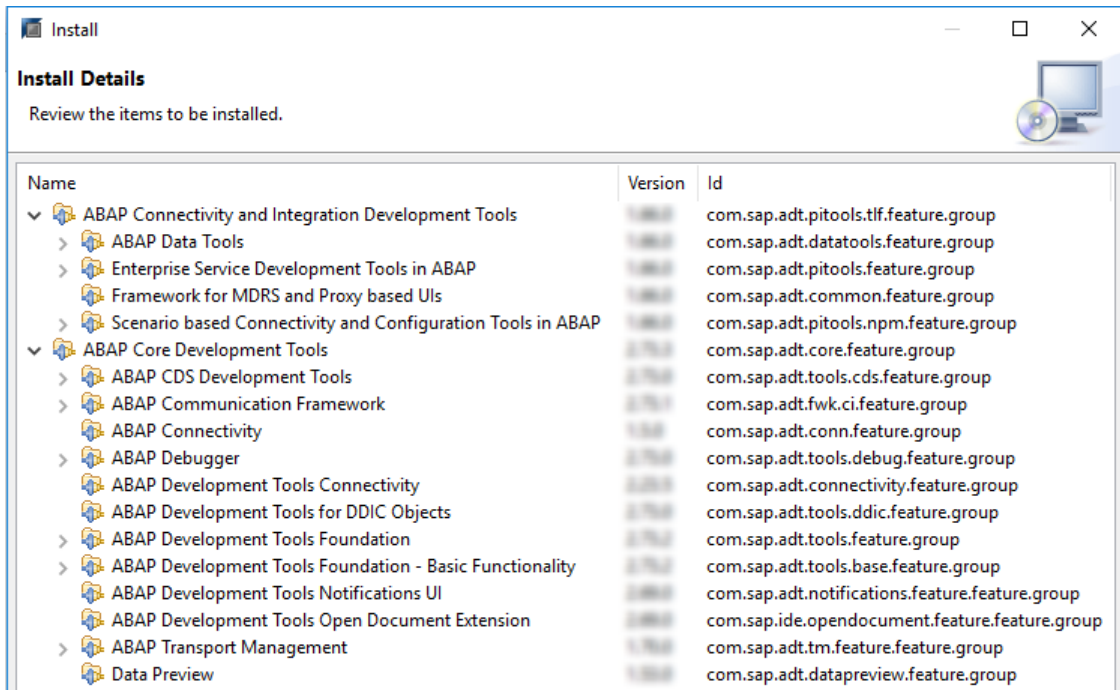 Install
Install Details
Review the items to be installed.
Name Version Id
ABAP Connectivity and Integration Development Tools com.sap.adt.pitools.tlf.feature.group
ABAP Data Tools com.sap.adt.datatools.feature.group
Enterprise Service Development Tools in ABAP com.sap.adt.pitools.feature.group
Framework for MDRS and Proxy based UIs com.sap.adt.common.feature.group
Scenario based Connectivity and Configuration Tools in ABAP com.sap.adt.pitools.npm.feature.group
ABAP Core Development Tools com.sap.adt.core.feature.group
ABAP CDS Development Tools com.sap.adt.tools.cds.feature.group
ABAP Communication Framework com.sap.adt.fwk.ci.feature.group
ABAP Connectivity com.sap.adt.conn.feature.group
ABAP Debugger com.sap.adt.tools.debug.feature.group
ABAP Development Tools Connectivity com.sap.adt.connectivity.feature.group
ABAP Development Tools for DDIC Objects com.sap.adt.tools.ddic.feature.group
ABAP Development Tools Foundation com.sap.adt.tools.feature.group
ABAP Development Tools Foundation - Basic Functionality com.sap.adt.tools.base.feature.group
ABAP Development Tools Notifications UI com.sap.adt.notifications.feature.feature.group
ABAP Development Tools Open Document Extension com.sap.ide.opendocument.feature.feature.group
ABAP Transport Management com.sap.adt.tm.feature.feature.group
Data Preview com.sap.adt.datapreview.feature.group